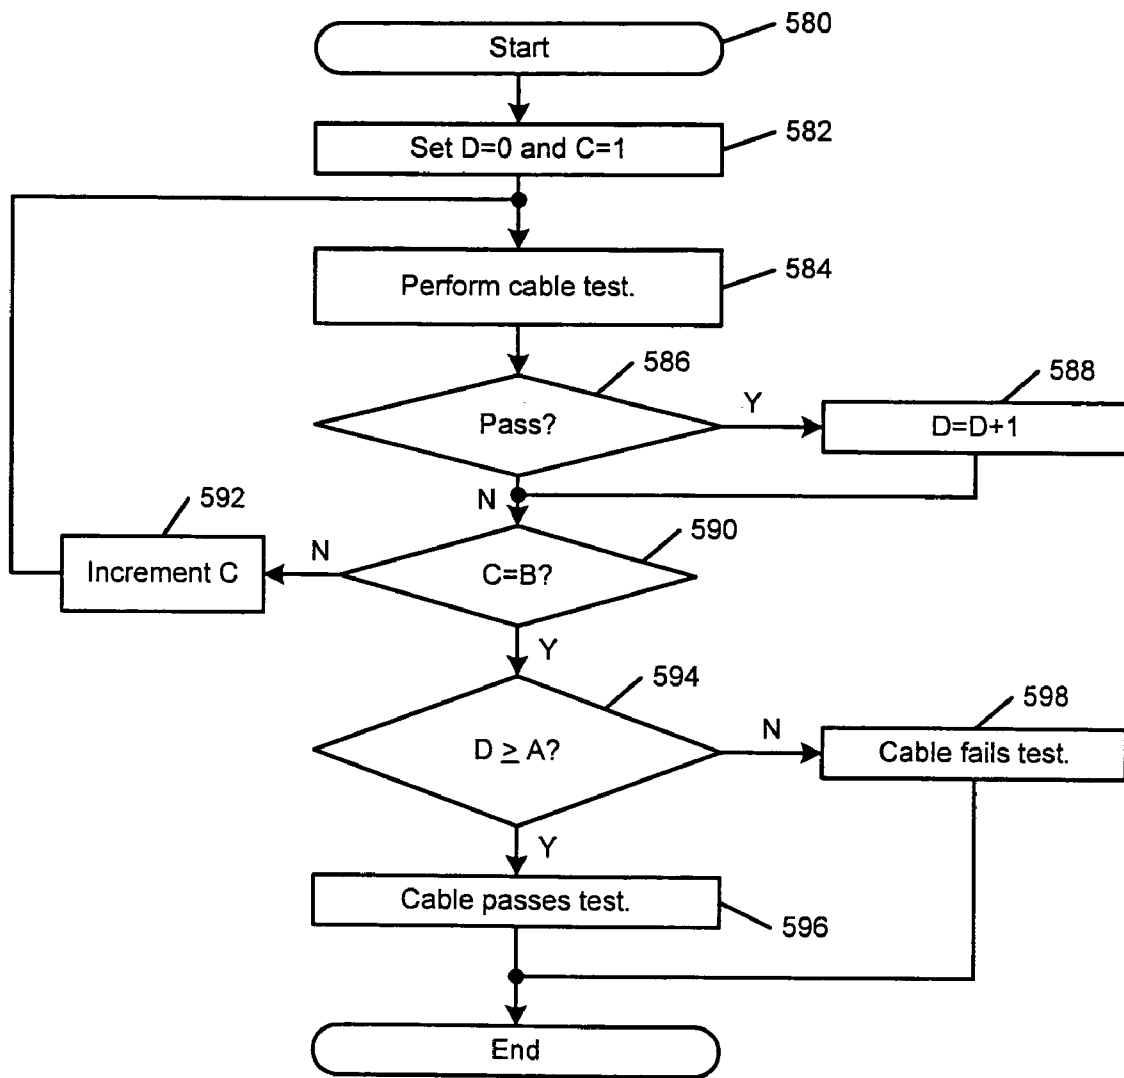 Start
580
Set D=0 and C=1
582
Perform cable test.
584
Pass?
586
Y
D=D+1
588
N
592
Increment C
N
C=B?
590
Y
594
D ≥ A?
N
598
Cable fails test.
Y
Cable passes test.
596
End